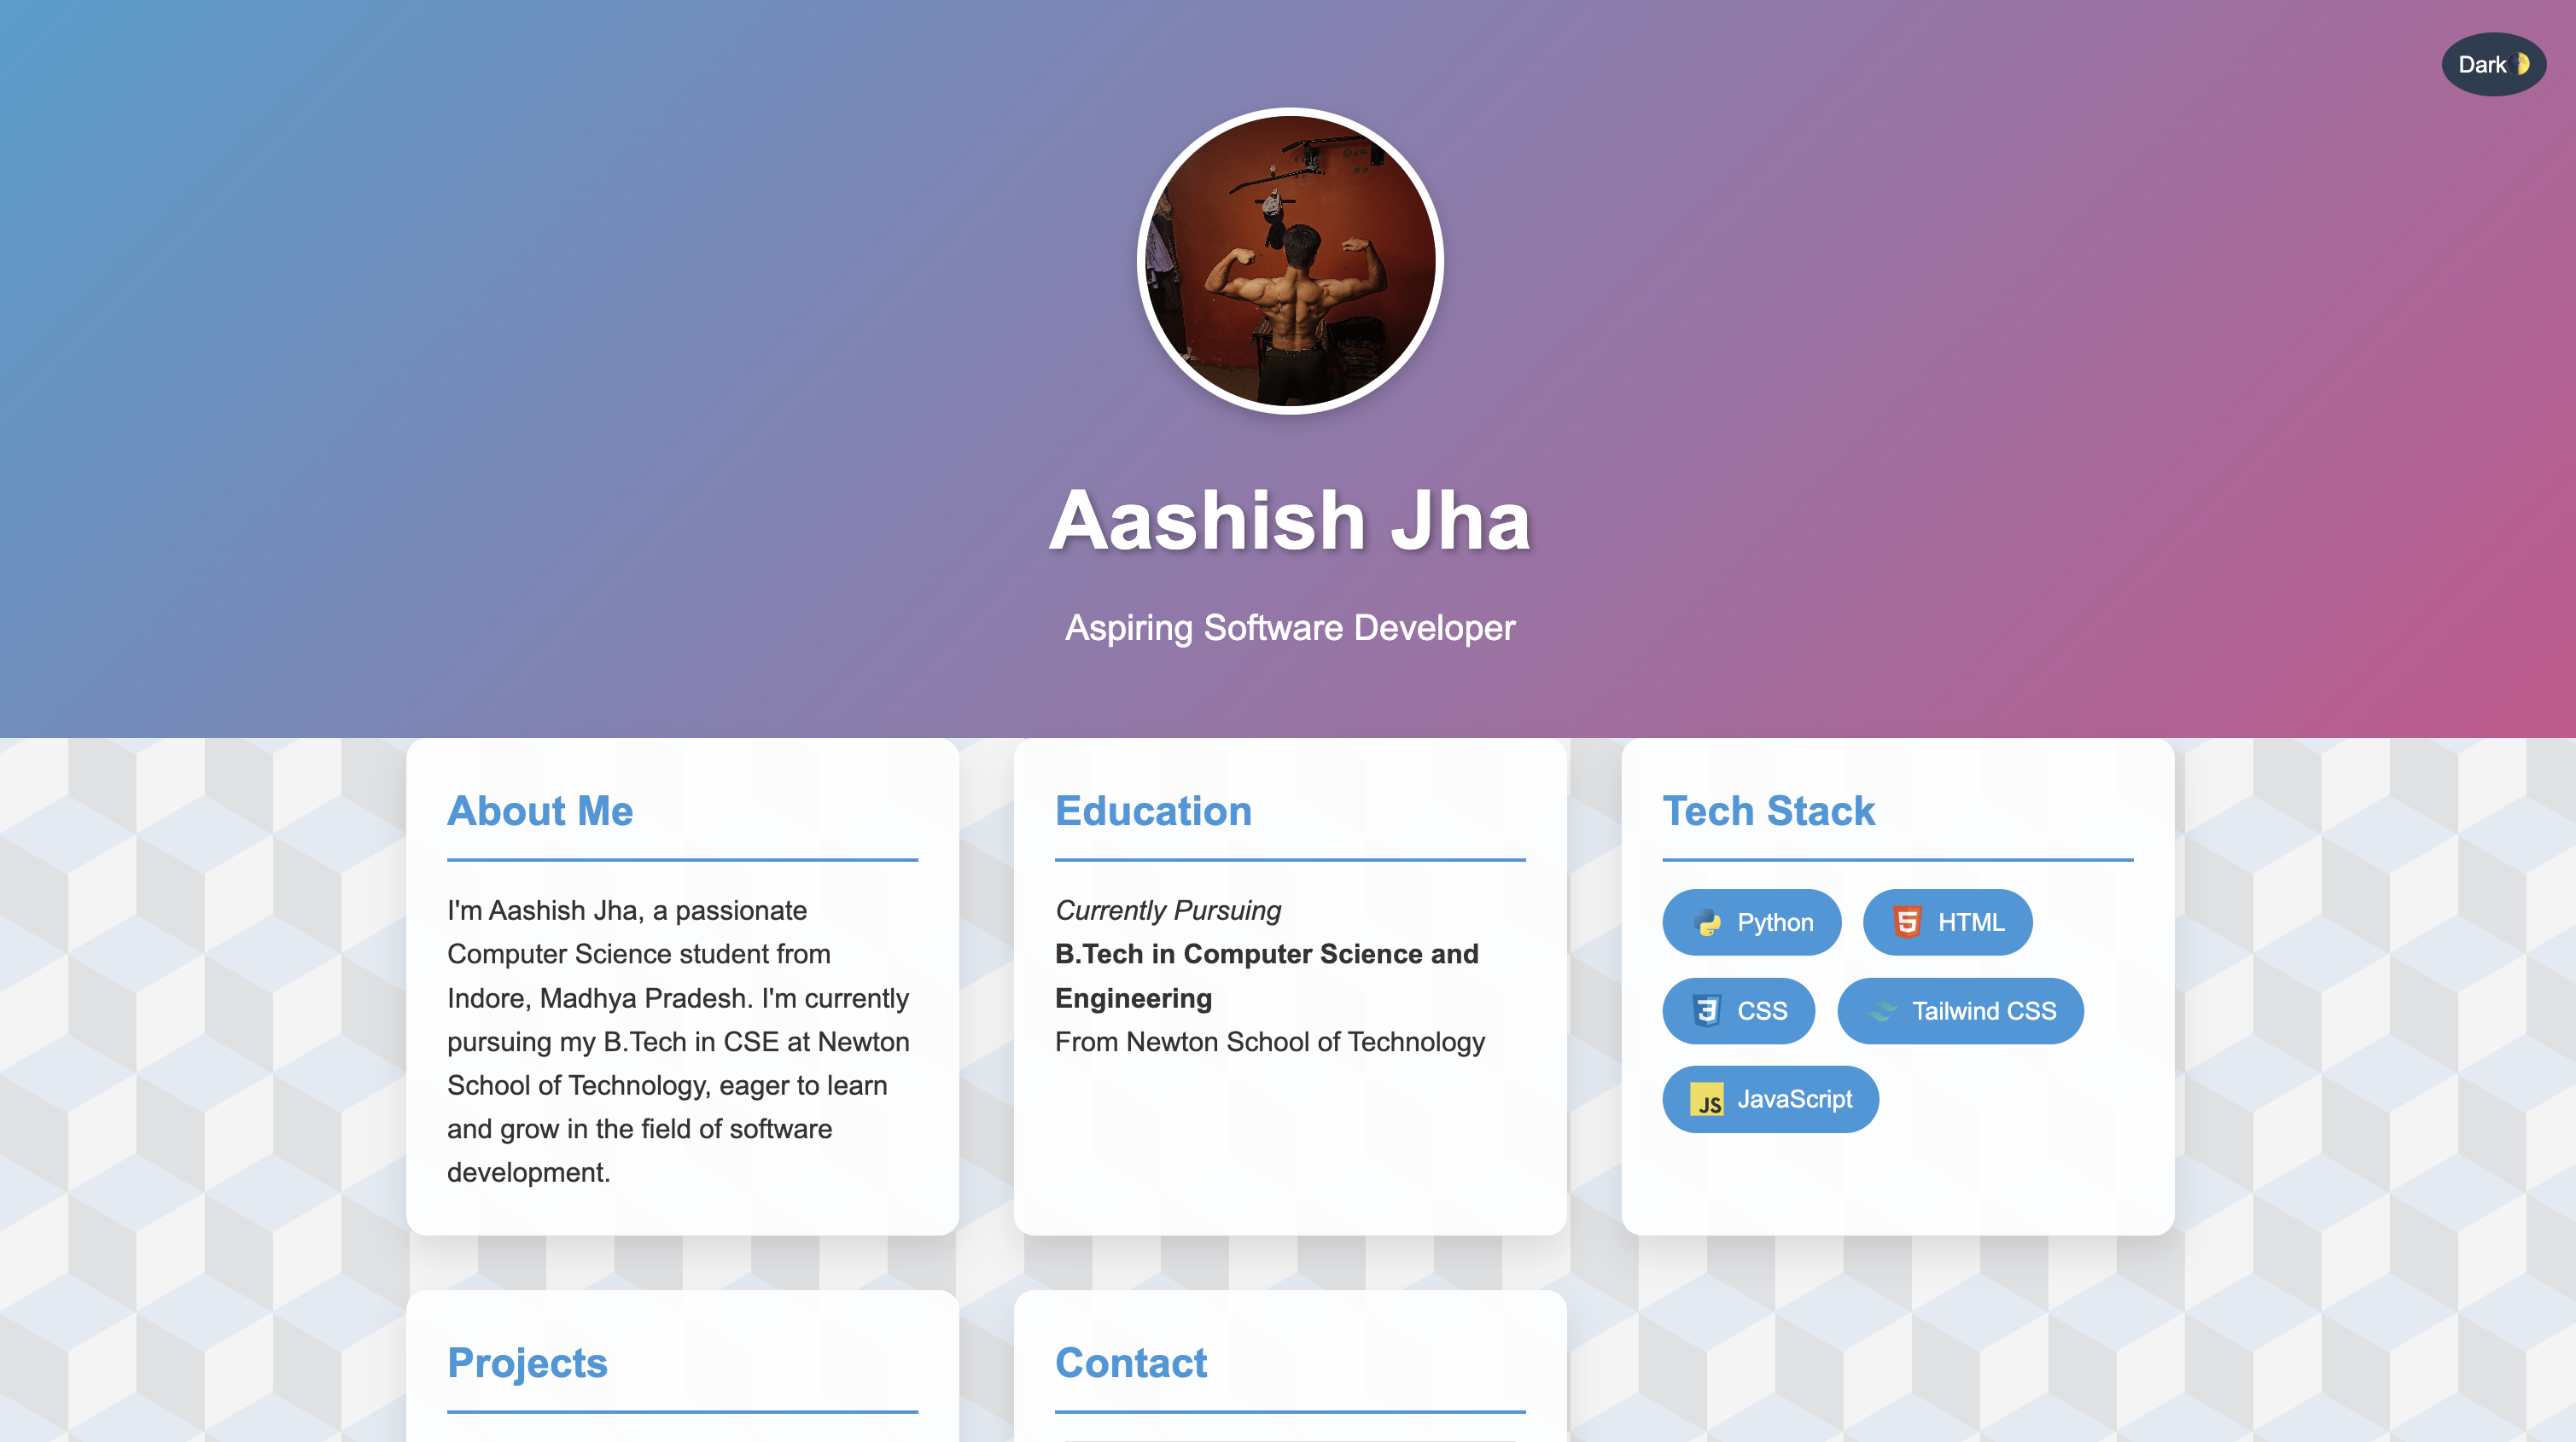 Dark
Aashish Jha
Aspiring Software Developer
About Me
I'm Aashish Jha, a passionate
Computer Science student from
Indore, Madhya Pradesh. I'm currently
pursuing my B.Tech in CSE at Newton
School of Technology, eager to learn
and grow in the field of software
development.
Education
Currently Pursuing
B.Tech in Computer Science and
Engineering
From Newton School of Technology
Tech Stack
Python
HTML
CSS
Tailwind CSS
JS JavaScript
Projects
Contact